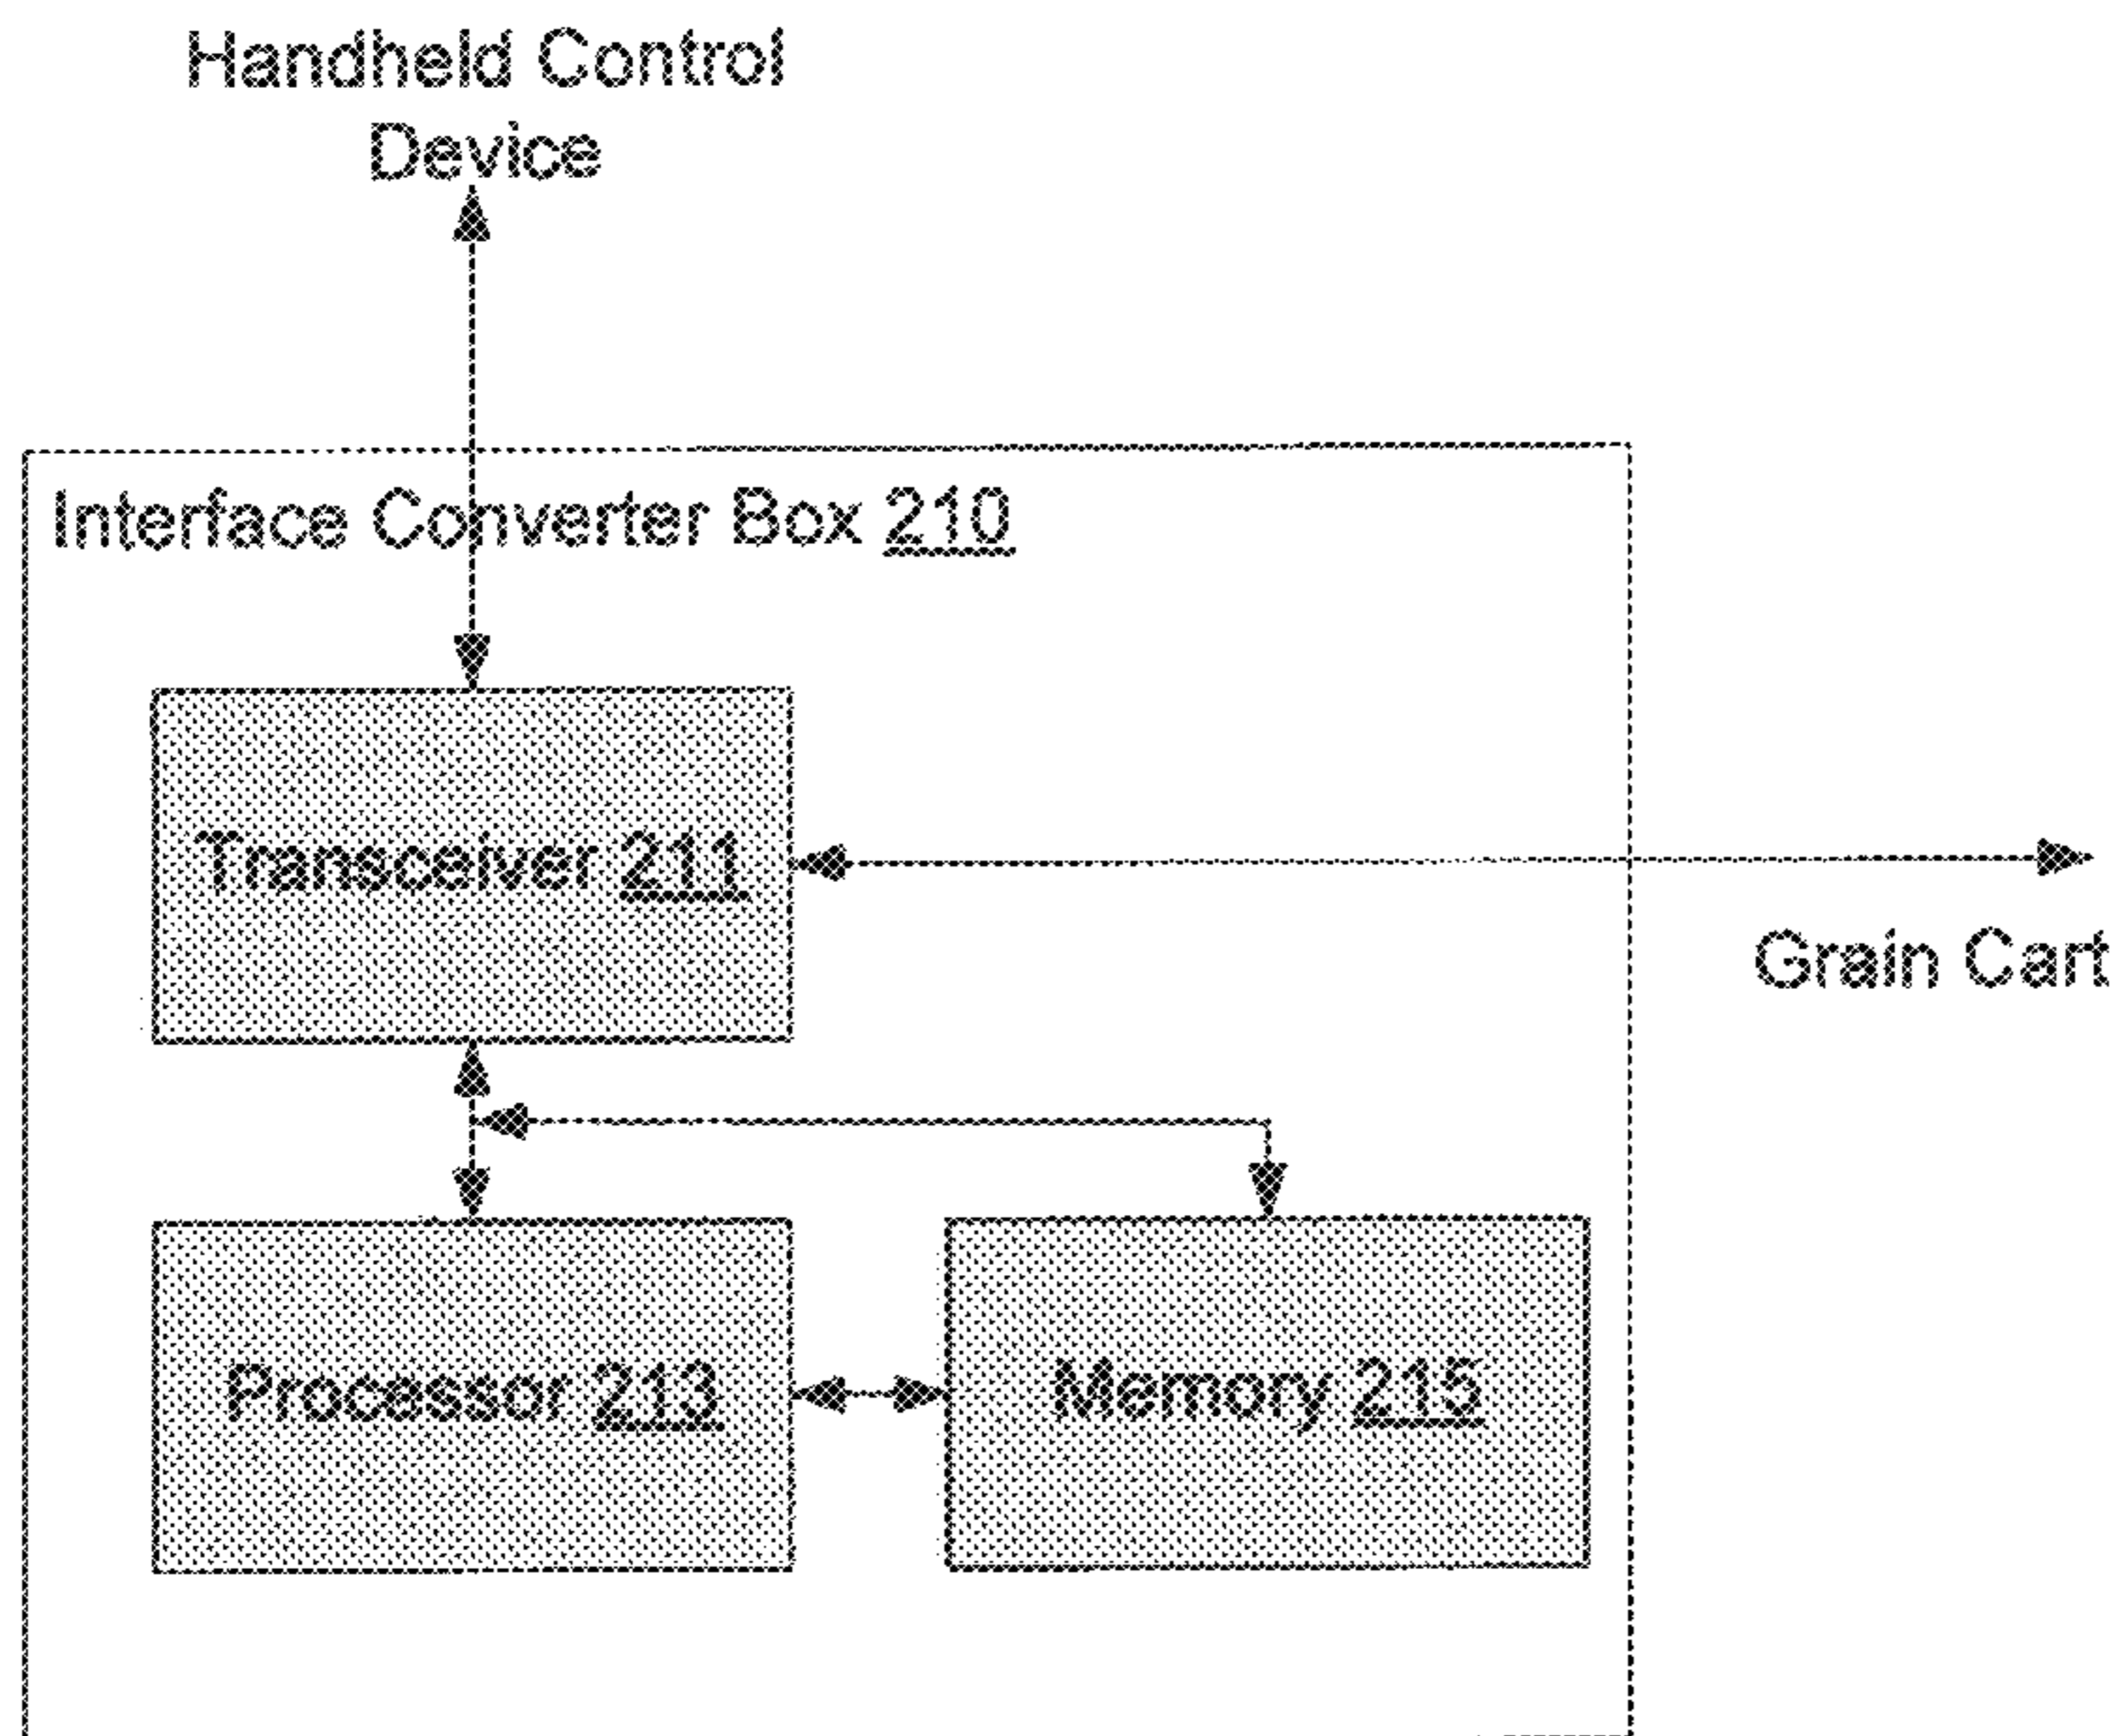 Handheld Control
Device
Interface Converter Box 210
Transceiver 211
Grain Cart
Processor 213
Memory 215